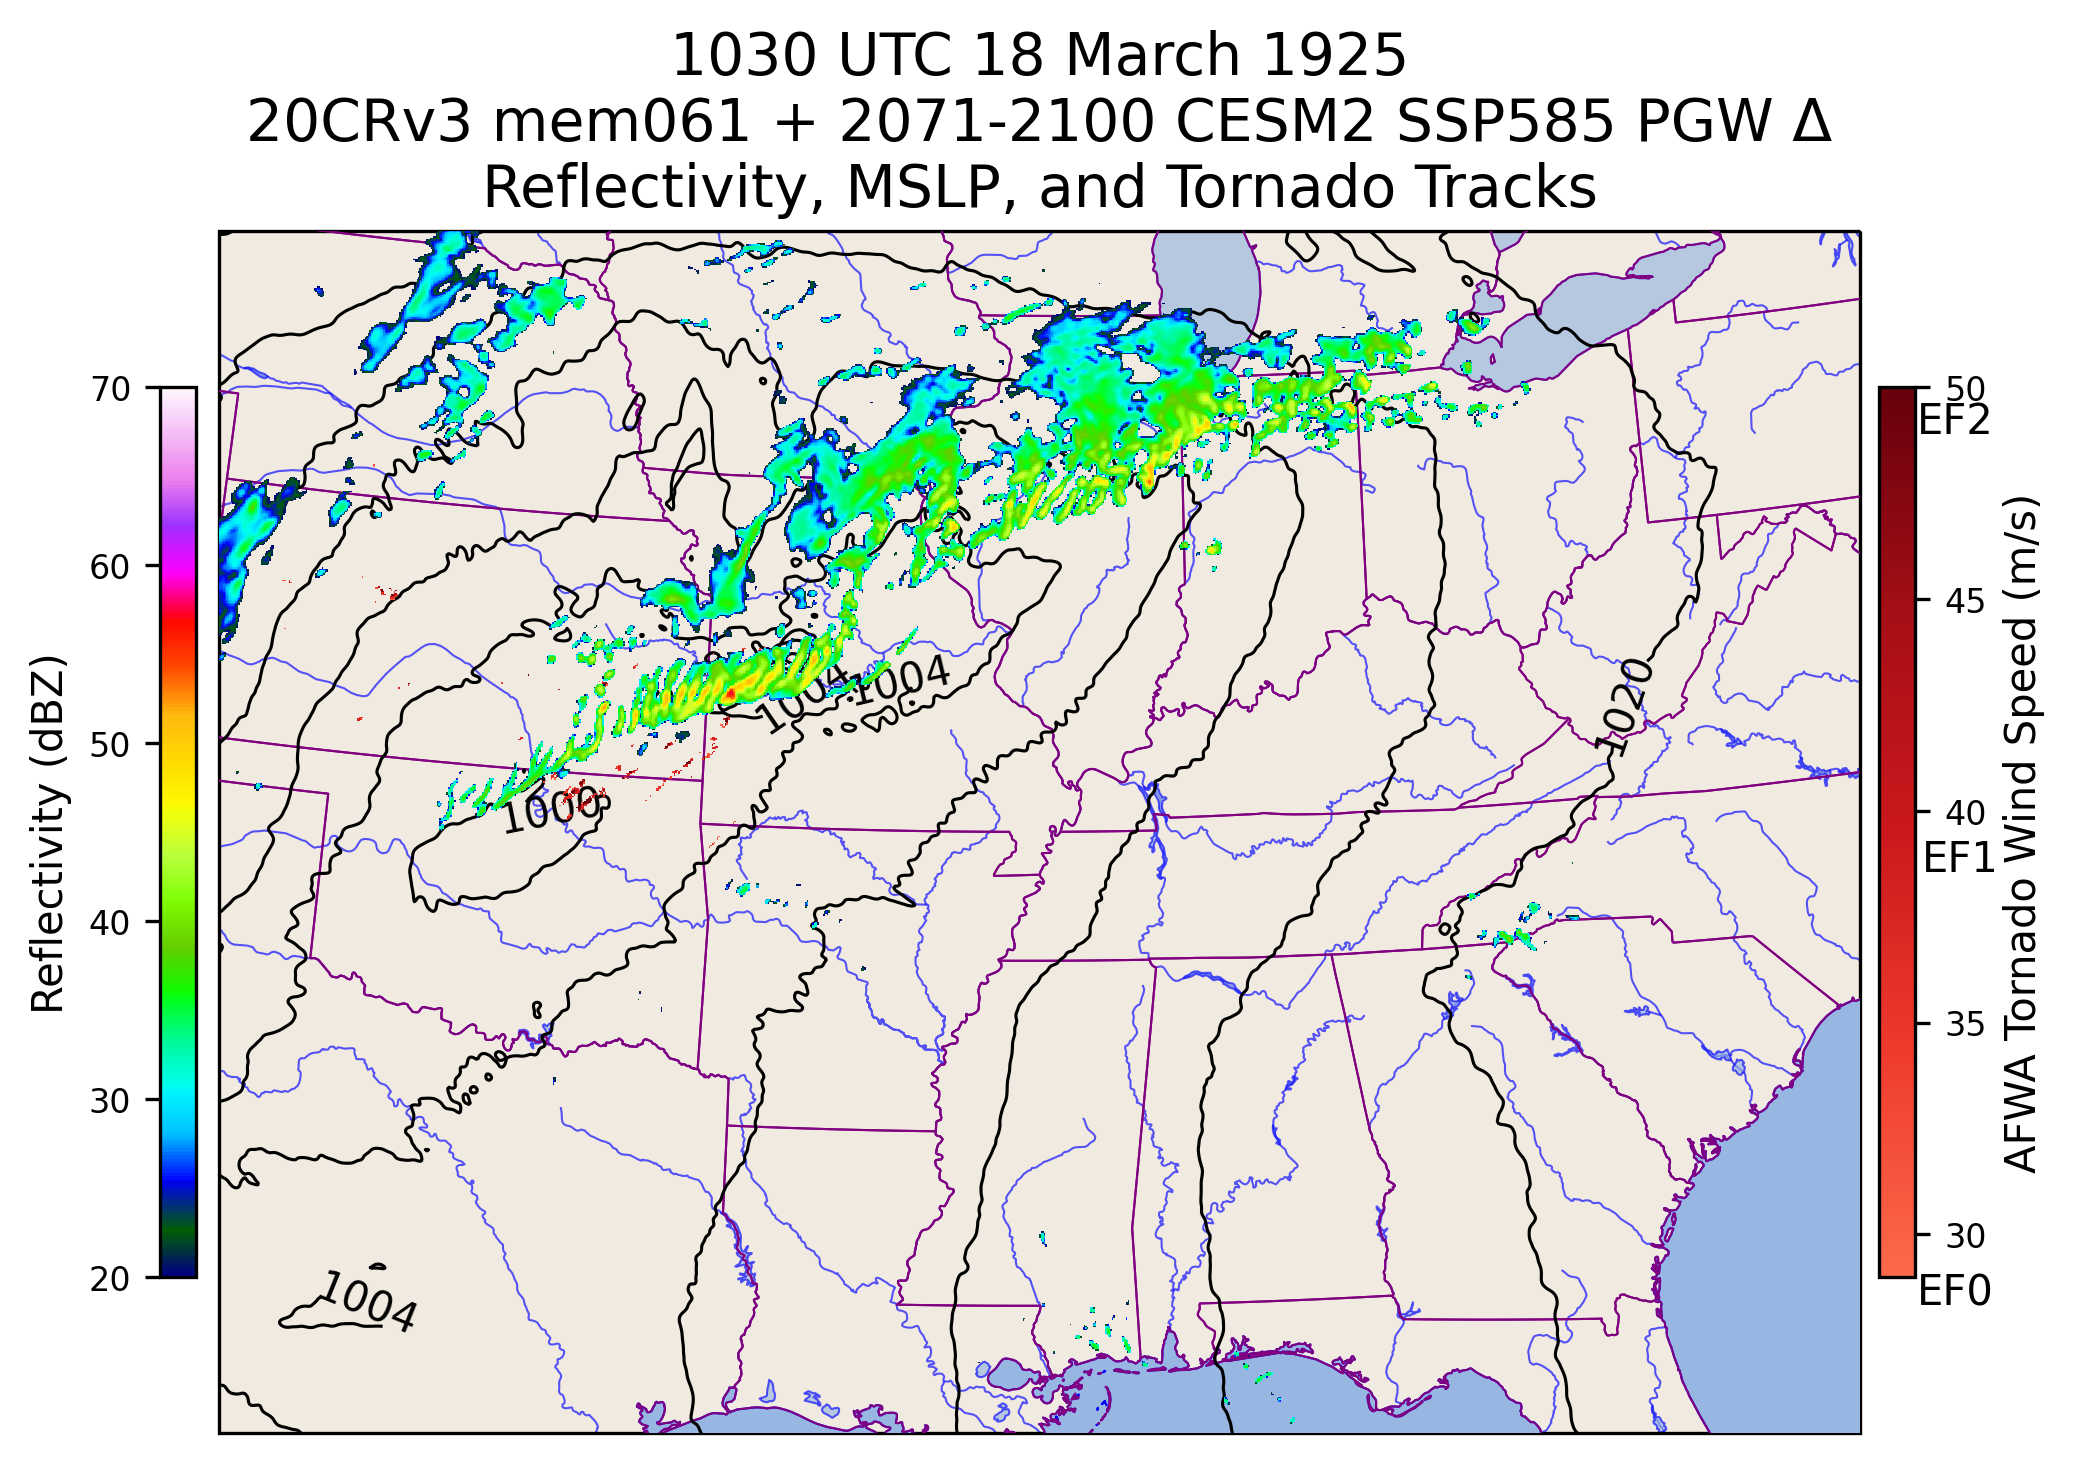 1030 UTC 18 March 1925
20CRv3 mem061 + 2071-2100 CESM2 SSP585 PGW Δ
Reflectivity, MSLP, and Tornado Tracks
Reflectivity (dBZ)
70
60
50
40
30
20
1004
1004
1000
1020
1004
50
EF2
45
40
EF1
35
30
EF0
AFWA Tornado Wind Speed (m/s)